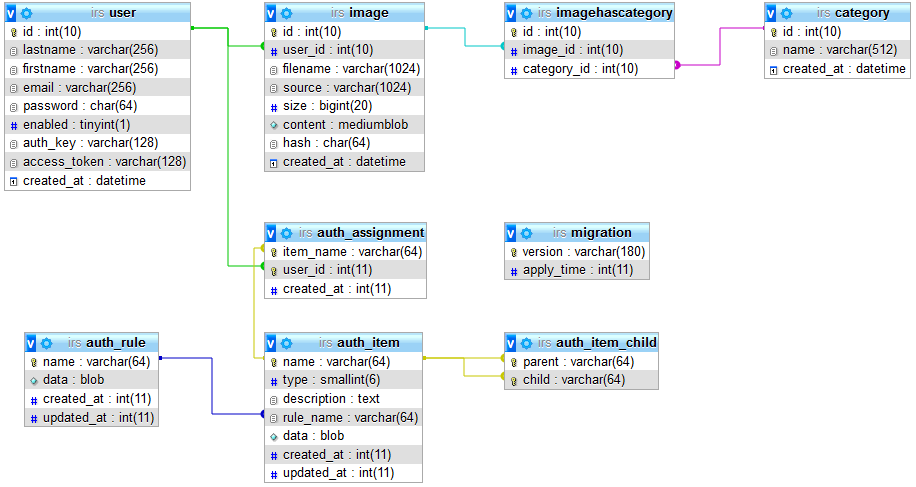 irs user
id : int(10)
lastname : varchar(256)
firstname : varchar(256)
email : varchar(256)
password : char(64)
enabled : tinyint(1)
auth_key : varchar(128)
access_token : varchar(128)
created_at : datetime
irs image
id : int(10)
user_id : int(10)
filename : varchar(1024)
source : varchar(1024)
size : bigint(20)
content : mediumblob
hash : char(64)
created_at : datetime
irs imagehascategory
id : int(10)
image_id : int(10)
category_id : int(10)
irs category
id : int(10)
name : varchar(512)
created_at : datetime
irs auth_assignment
item_name : varchar(64)
user_id : int(11)
created_at : int(11)
irs migration
version : varchar(180)
apply_time : int(11)
irs auth_rule
name : varchar(64)
data : blob
created_at : int(11)
updated_at : int(11)
irs auth_item
name : varchar(64)
type : smallint(6)
description : text
rule_name : varchar(64)
data : blob
created_at : int(11)
updated_at : int(11)
irs auth_item_child
parent : varchar(64)
child : varchar(64)